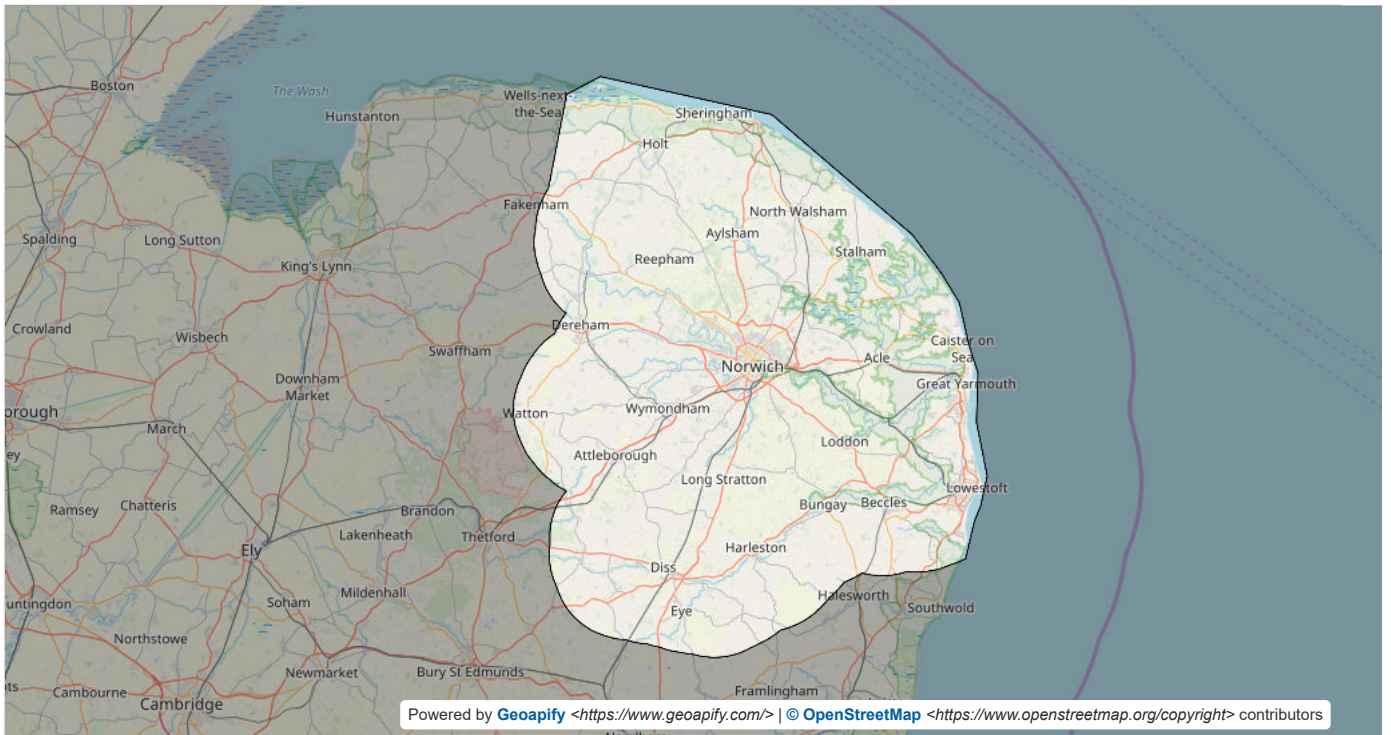 Boston
The Wash
Hunstanton
Wells-next-
the-Sea
Sheringham
Holt
Fakenham
North Walsham
Aylsham
Spalding
Long Sutton
Stalham
Reepham
King's Lynn
Crowland
Wisbech
Dereham
Swaffham
Caister on
Sea
Norwich
Acle
Downham
Market
Great Yarmouth
orough
Watton
Wymondham
March
Loddon
ey
Attleborough
Long Stratton
Lowestoft
Ramsey
Chatteris
Brandon
Bungay
Beccles
Lakenheath
Thetford
Ely
Harleston
Diss
Mildenhall
Halesworth
untingdon
Soham
Eye
Southwold
Northstowe
Newmarket
Bury St Edmunds
ts
Cambourne
Framlingham
Cambridge
Powered by Geoapify <https://www.geoapify.com/> | © OpenStreetMap <https://www.openstreetmap.org/copyright> contributors